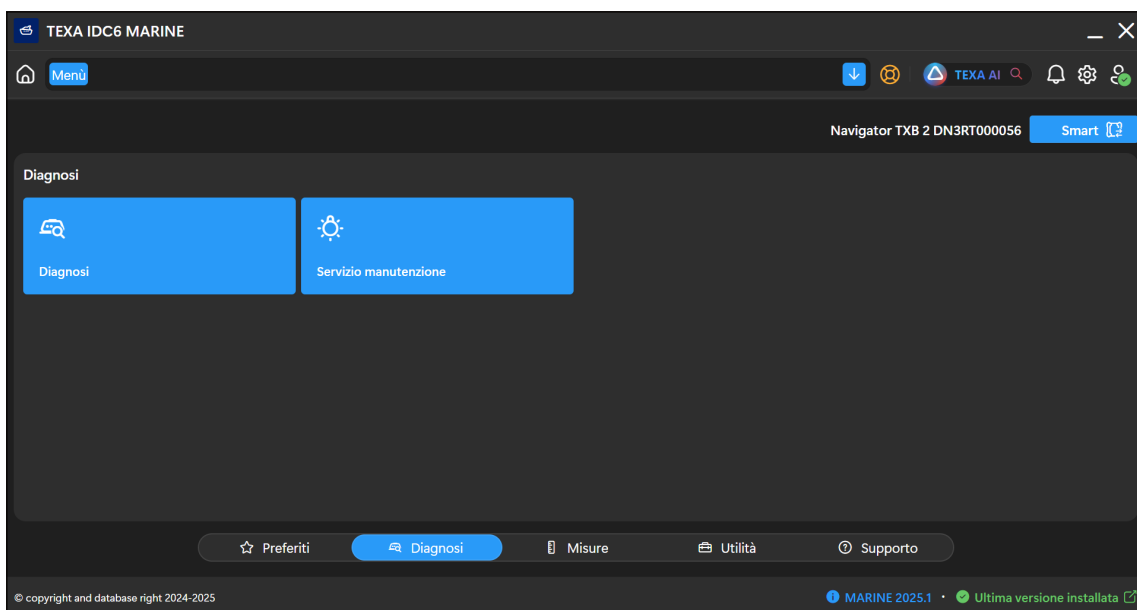 TEXA IDC6 MARINE
Menù
TEXA AI
Navigator TXB 2 DN3RT000056
Smart
Diagnosi
Diagnosi
Servizio manutenzione
Preferiti
Diagnosi
Misure
Utilità
Supporto
© copyright and database right 2024-2025
MARINE 2025.1 • Ultima versione installata